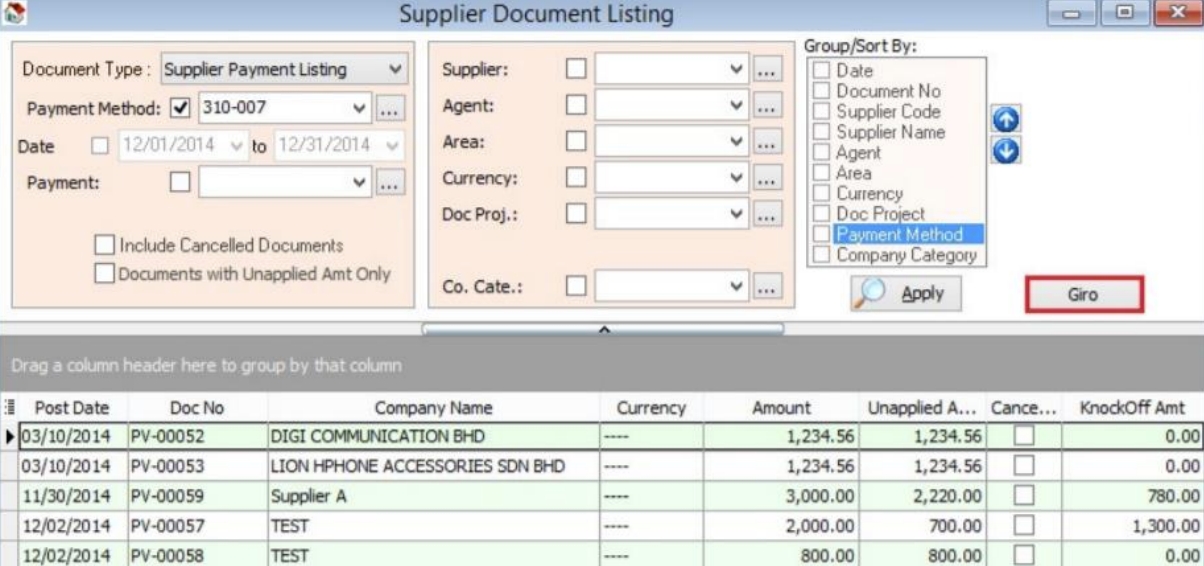 Supplier Document Listing
Document Type : Supplier Payment Listing
Payment Method: 310-007 ...
Date 12/01/2014 to 12/31/2014
Payment: ...
Include Cancelled Documents
Documents with Unapplied Amt Only
Supplier: ...
Agent: ...
Area: ...
Currency: ...
Doc Proj.: ...
Co. Cate.: ...
Group/Sort By:
Date
Document No
Supplier Code
Supplier Name
Agent
Area
Currency
Doc Project
Payment Method
Company Category
Apply
Giro
Drag a column header here to group by that column
Post Date Doc No Company Name Currency Amount Unapplied A... Cance... KnockOff Amt
03/10/2014 PV-00052 DIGI COMMUNICATION BHD ---- 1,234.56 1,234.56 0.00
03/10/2014 PV-00053 LION HPHONE ACCESSORIES SDN BHD ---- 1,234.56 1,234.56 0.00
11/30/2014 PV-00059 Supplier A ---- 3,000.00 2,220.00 780.00
12/02/2014 PV-00057 TEST ---- 2,000.00 700.00 1,300.00
12/02/2014 PV-00058 TEST ---- 800.00 800.00 0.00